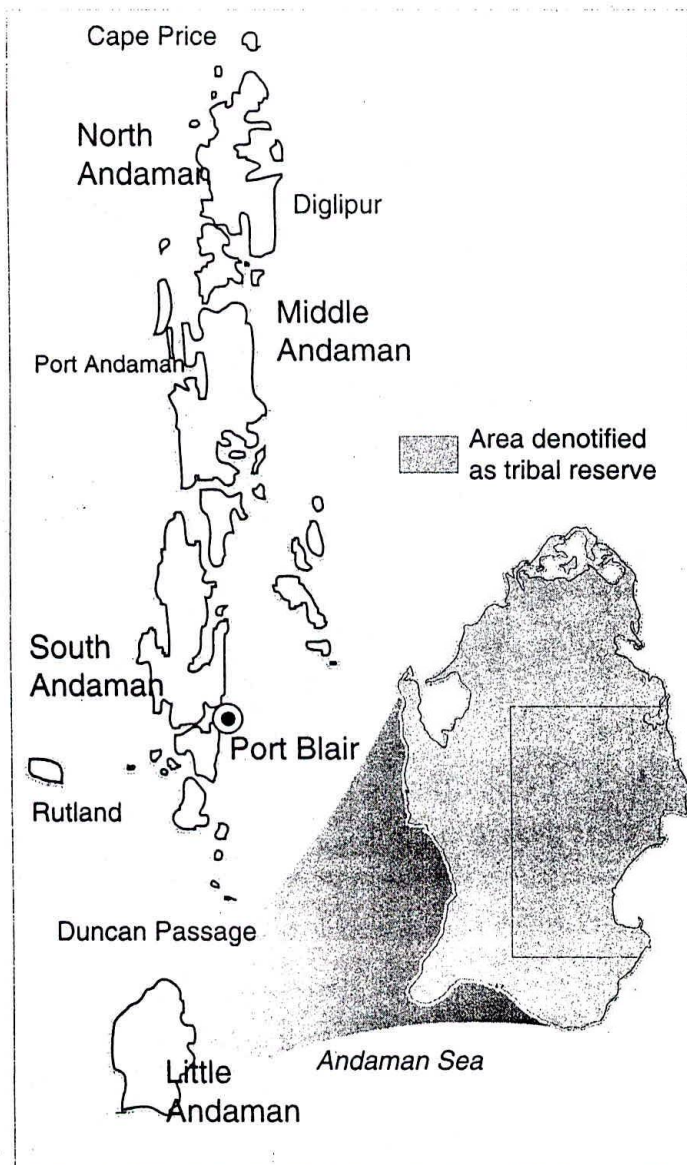 Cape Price
North
Andaman
Diglipur
Middle
Andaman
Port Andaman
Area denotified
as tribal reserve
South
Andaman
Port Blair
Rutland
Duncan Passage
Andaman Sea
Little
Andaman